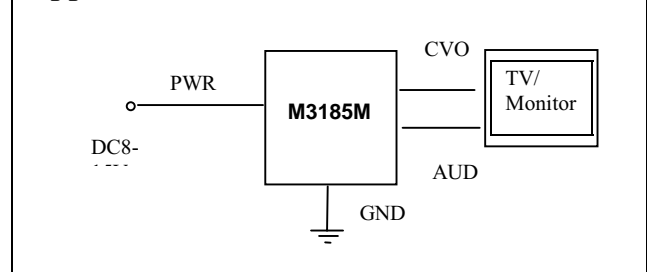 CVO
TV/
Monitor
PWR
M3185M
DC8-
AUD
GND